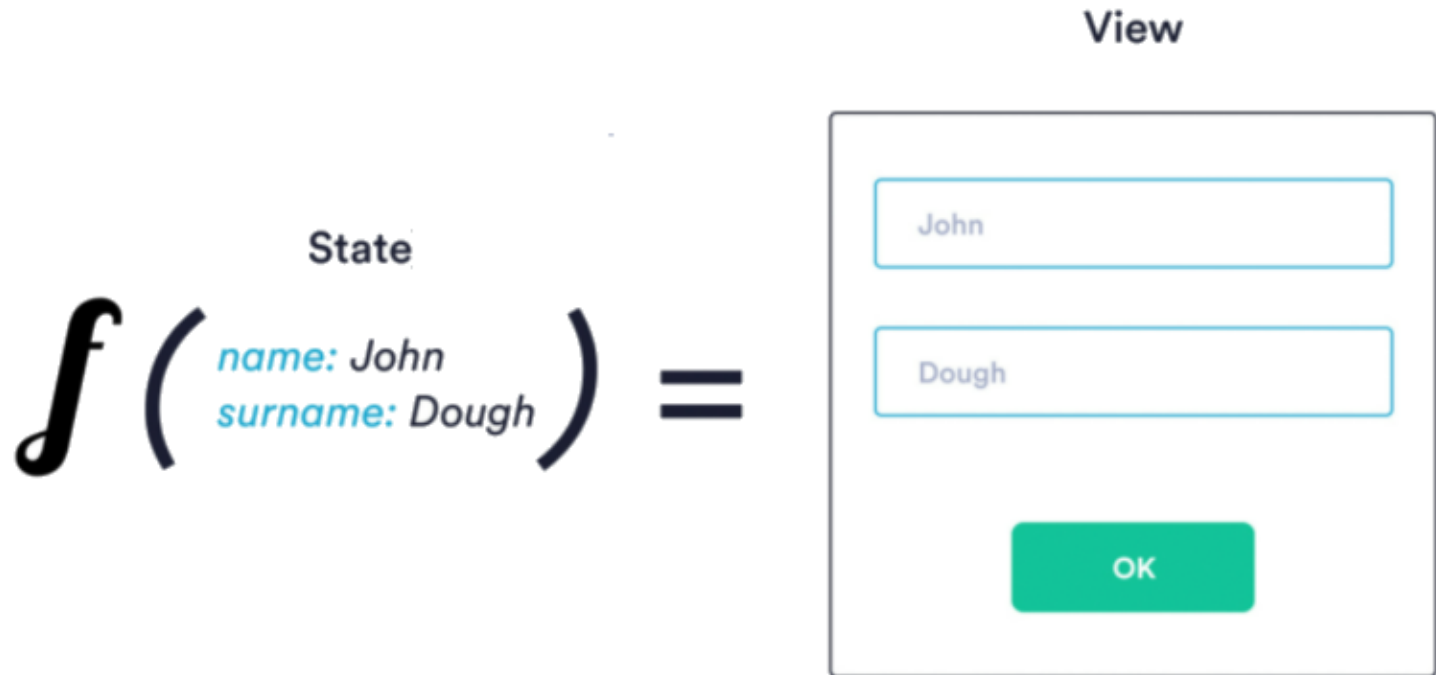 View
State
f ( name: John
surname: Dough ) =
John
Dough
OK